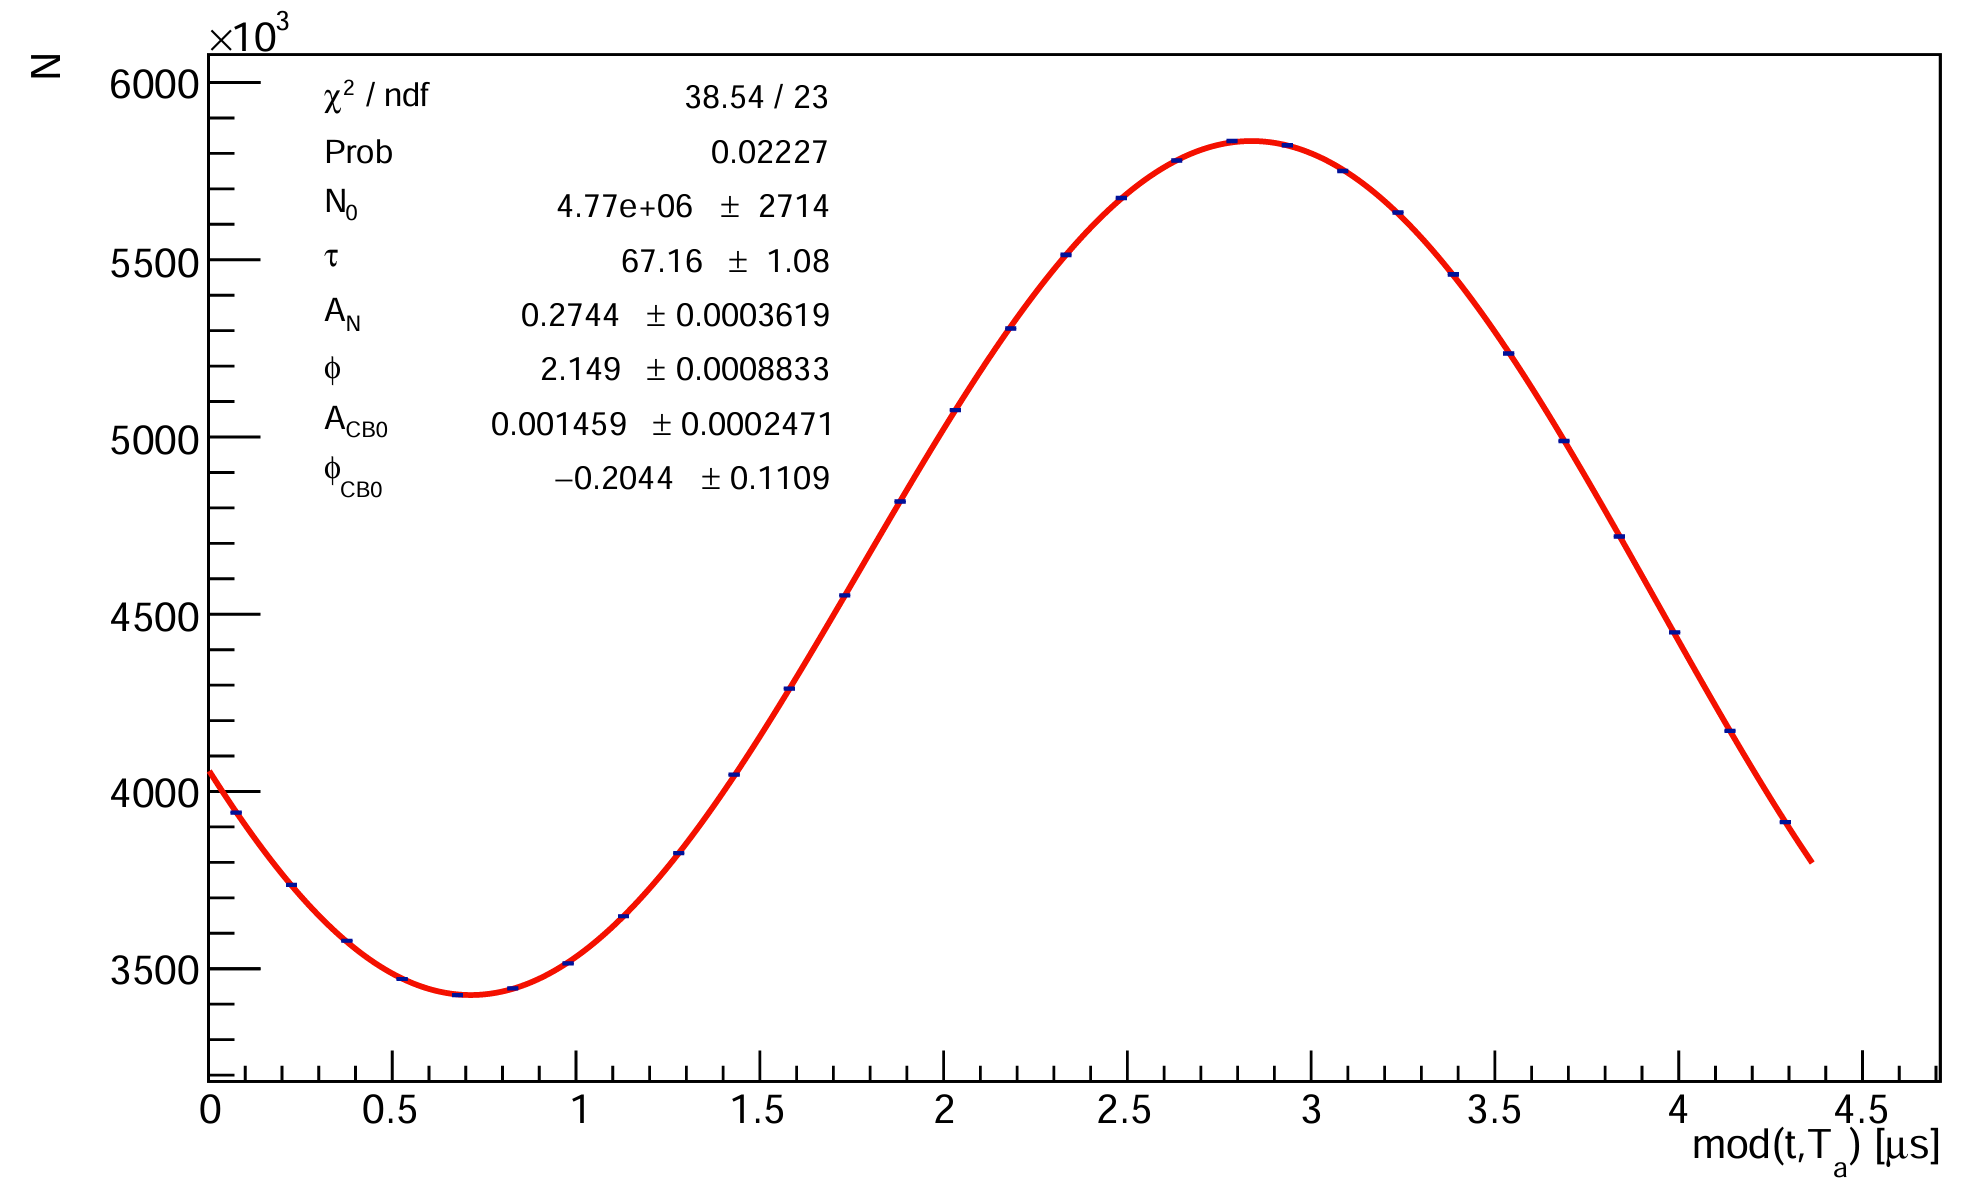 ×10³
N
6000
5500
5000
4500
4000
3500
χ² / ndf 38.54 / 23
Prob 0.02227
N₀ 4.77e+06 ± 2714
τ 67.16 ± 1.08
A_N 0.2744 ± 0.0003619
ϕ 2.149 ± 0.0008833
A_CB0 0.001459 ± 0.0002471
ϕ_CB0 −0.2044 ± 0.1109
0 0.5 1 1.5 2 2.5 3 3.5 4 4.5
mod(t,T_a) [μs]